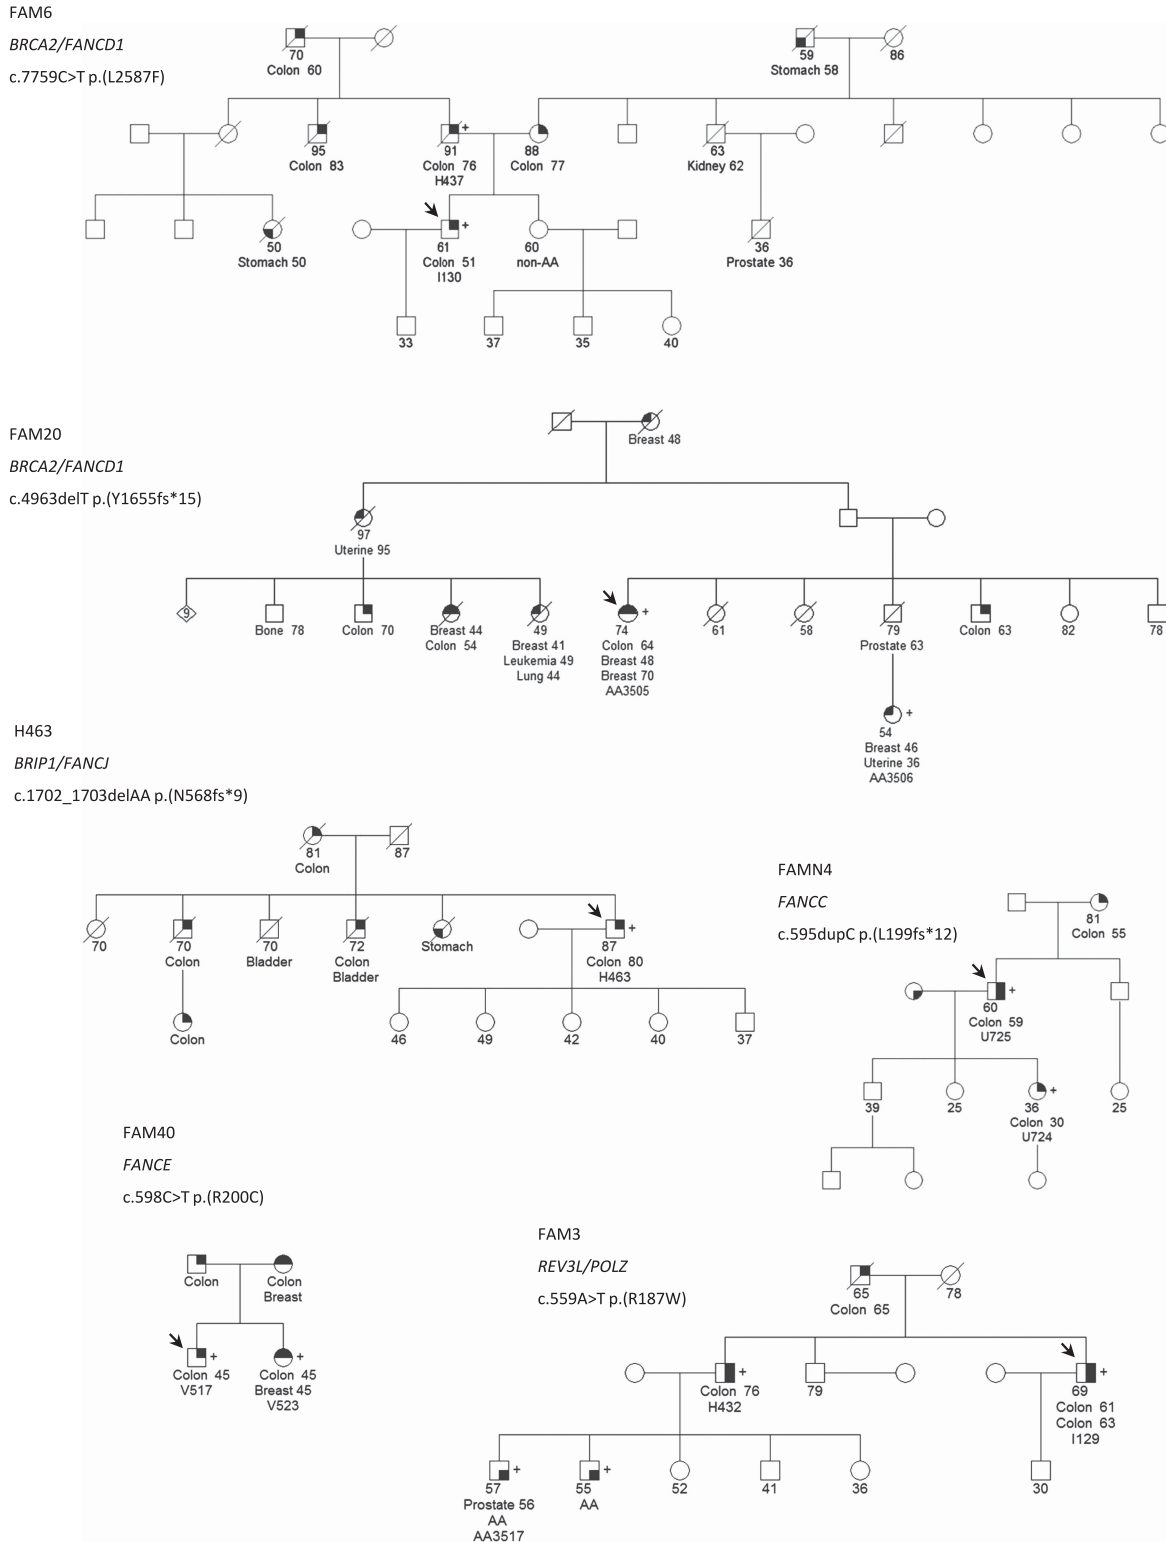 FAM6
BRCA2/FANCD1
c.7759C>T p.(L2587F)
70
Colon 60
59
Stomach 58
86
95
Colon 83
91
Colon 76
H437
+
88
Colon 77
63
Kidney 62
50
Stomach 50
61
Colon 51
I130
+
60
non-AA
36
Prostate 36
33
37
35
40
FAM20
BRCA2/FANCD1
c.4963delT p.(Y1655fs*15)
Breast 48
97
Uterine 95
9
Bone 78
Colon 70
Breast 44
Colon 54
49
Breast 41
Leukemia 49
Lung 44
+
74
Colon 64
Breast 48
Breast 70
AA3505
61
58
79
Prostate 63
Colon 63
82
78
+
54
Breast 46
Uterine 36
AA3506
H463
BRIP1/FANCJ
c.1702_1703delAA p.(N568fs*9)
81
Colon
87
70
70
Colon
70
Bladder
72
Colon
Bladder
Stomach
+
87
Colon 80
H463
Colon
46
49
42
40
37
FAMN4
FANCC
c.595dupC p.(L199fs*12)
81
Colon 55
+
60
Colon 59
U725
39
25
+
36
Colon 30
U724
25
FAM40
FANCE
c.598C>T p.(R200C)
Colon
Colon
Breast
+
Colon 45
V517
+
Colon 45
Breast 45
V523
FAM3
REV3L/POLZ
c.559A>T p.(R187W)
65
Colon 65
78
+
Colon 76
H432
79
+
69
Colon 61
Colon 63
I129
+
57
Prostate 56
AA
AA3517
+
55
AA
52
41
36
30